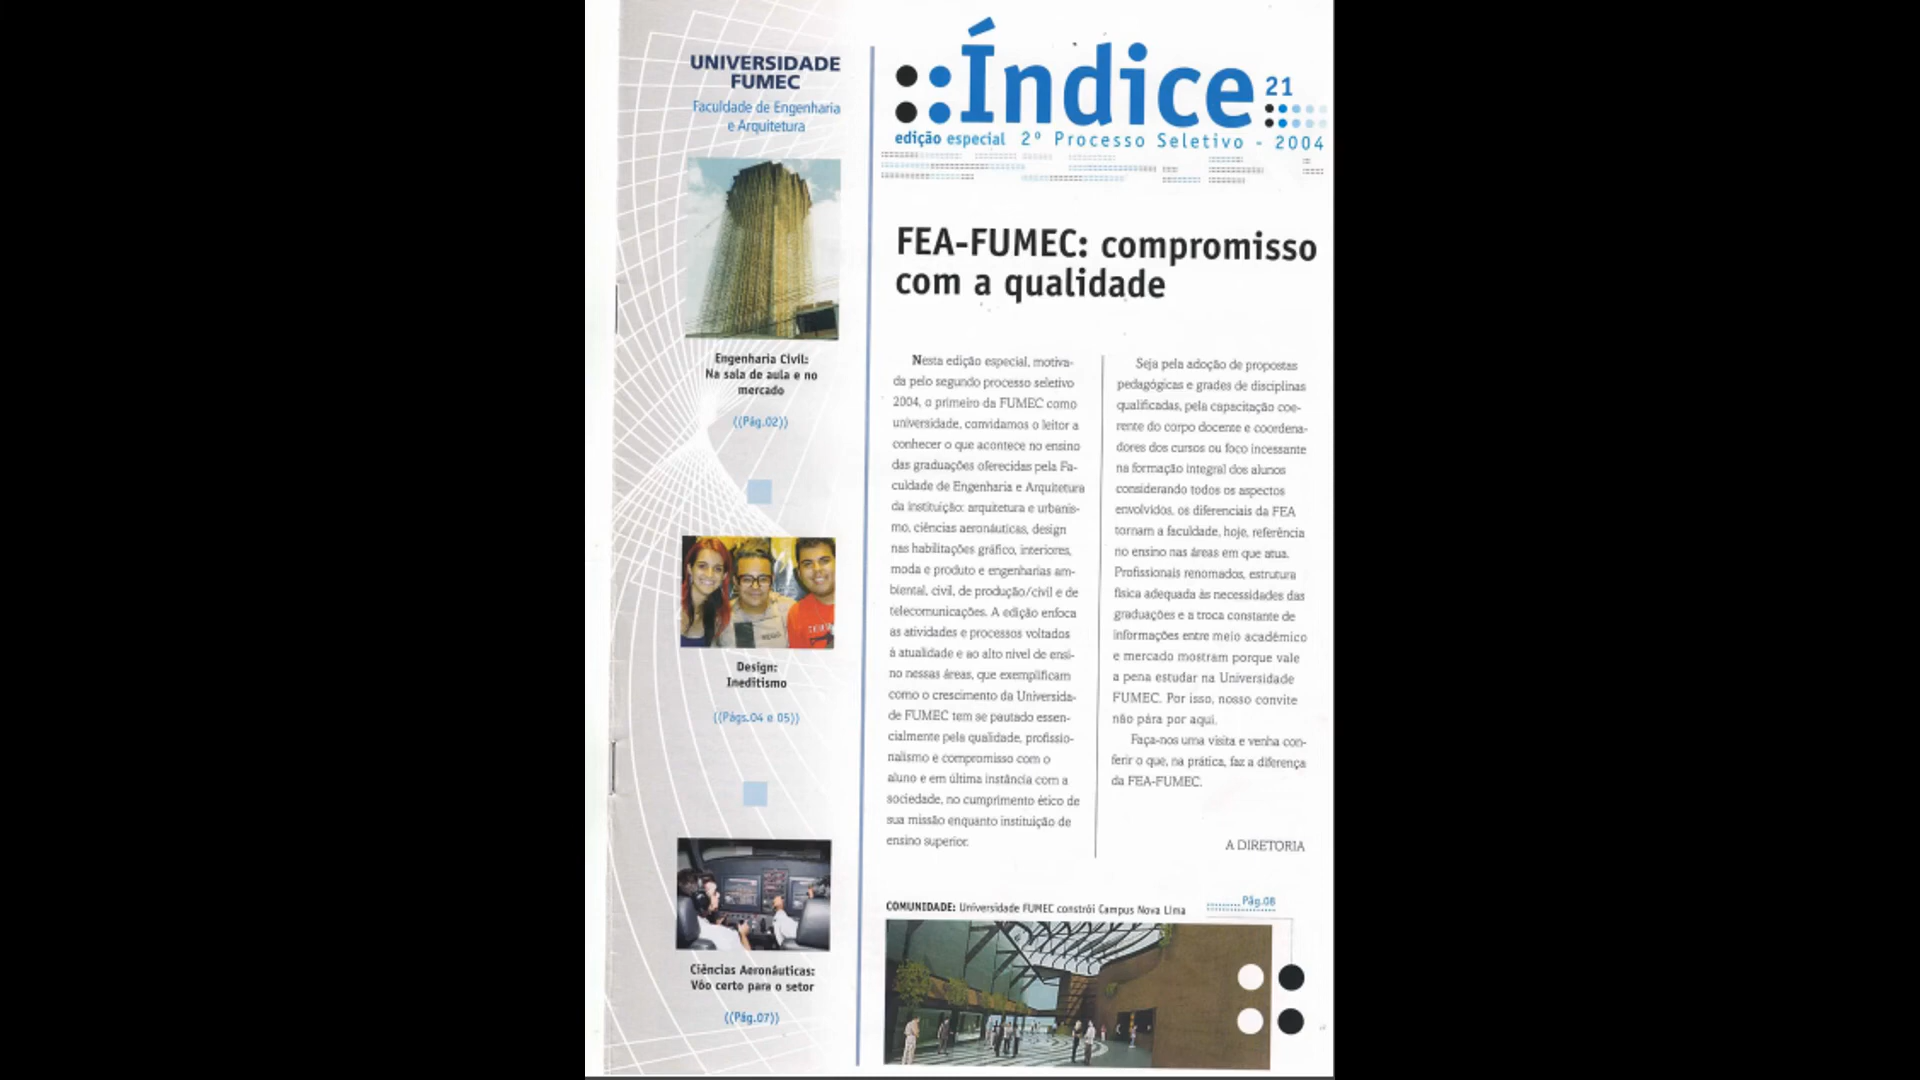 UNIVERSIDADE
FUMEC
Faculdade de Engenharia
e Arquitetura
Engenharia Civil:
Na sala de aula e no
mercado
((Pág.02))
Design:
Ineditismo
((Págs.04 e 05))
Ciências Aeronáuticas:
Vôo certo para o setor
((Pág.07))
::Índice 21
edição especial 2º Processo Seletivo - 2004
FEA-FUMEC: compromisso
com a qualidade
Nesta edição especial, motiva-
da pelo segundo processo seletivo
2004, o primeiro da FUMEC como
universidade, convidamos o leitor a
conhecer o que acontece no ensino
das graduações oferecidas pela Fa-
culdade de Engenharia e Arquitetura
da instituição: arquitetura e urbanis-
mo, ciências aeronáuticas, design
nas habilitações gráfico, interiores,
moda e produto e engenharias am-
biental, civil, de produção/civil e de
telecomunicações. A edição enfoca
as atividades e processos voltados
à atualidade e ao alto nível de ensi-
no nessas áreas, que exemplificam
como o crescimento da Universida-
de FUMEC tem se pautado essen-
cialmente pela qualidade, profissio-
nalismo e compromisso com o
aluno e em última instância com a
sociedade, no cumprimento ético de
sua missão enquanto instituição de
ensino superior.
Seja pela adoção de propostas
pedagógicas e grades de disciplinas
qualificadas, pela capacitação coe-
rente do corpo docente e coordena-
dores dos cursos ou foco incessante
na formação integral dos alunos
considerando todos os aspectos
envolvidos, os diferenciais da FEA
tornam a faculdade, hoje, referência
no ensino nas áreas em que atua.
Profissionais renomados, estrutura
física adequada às necessidades das
graduações e a troca constante de
informações entre meio acadêmico
e mercado mostram porque vale
a pena estudar na Universidade
FUMEC. Por isso, nosso convite
não pára por aqui.
Faça-nos uma visita e venha con-
ferir o que, na prática, faz a diferença
da FEA-FUMEC.
A DIRETORIA
COMUNIDADE: Universidade FUMEC constrói Campus Nova Lima
Pág.08